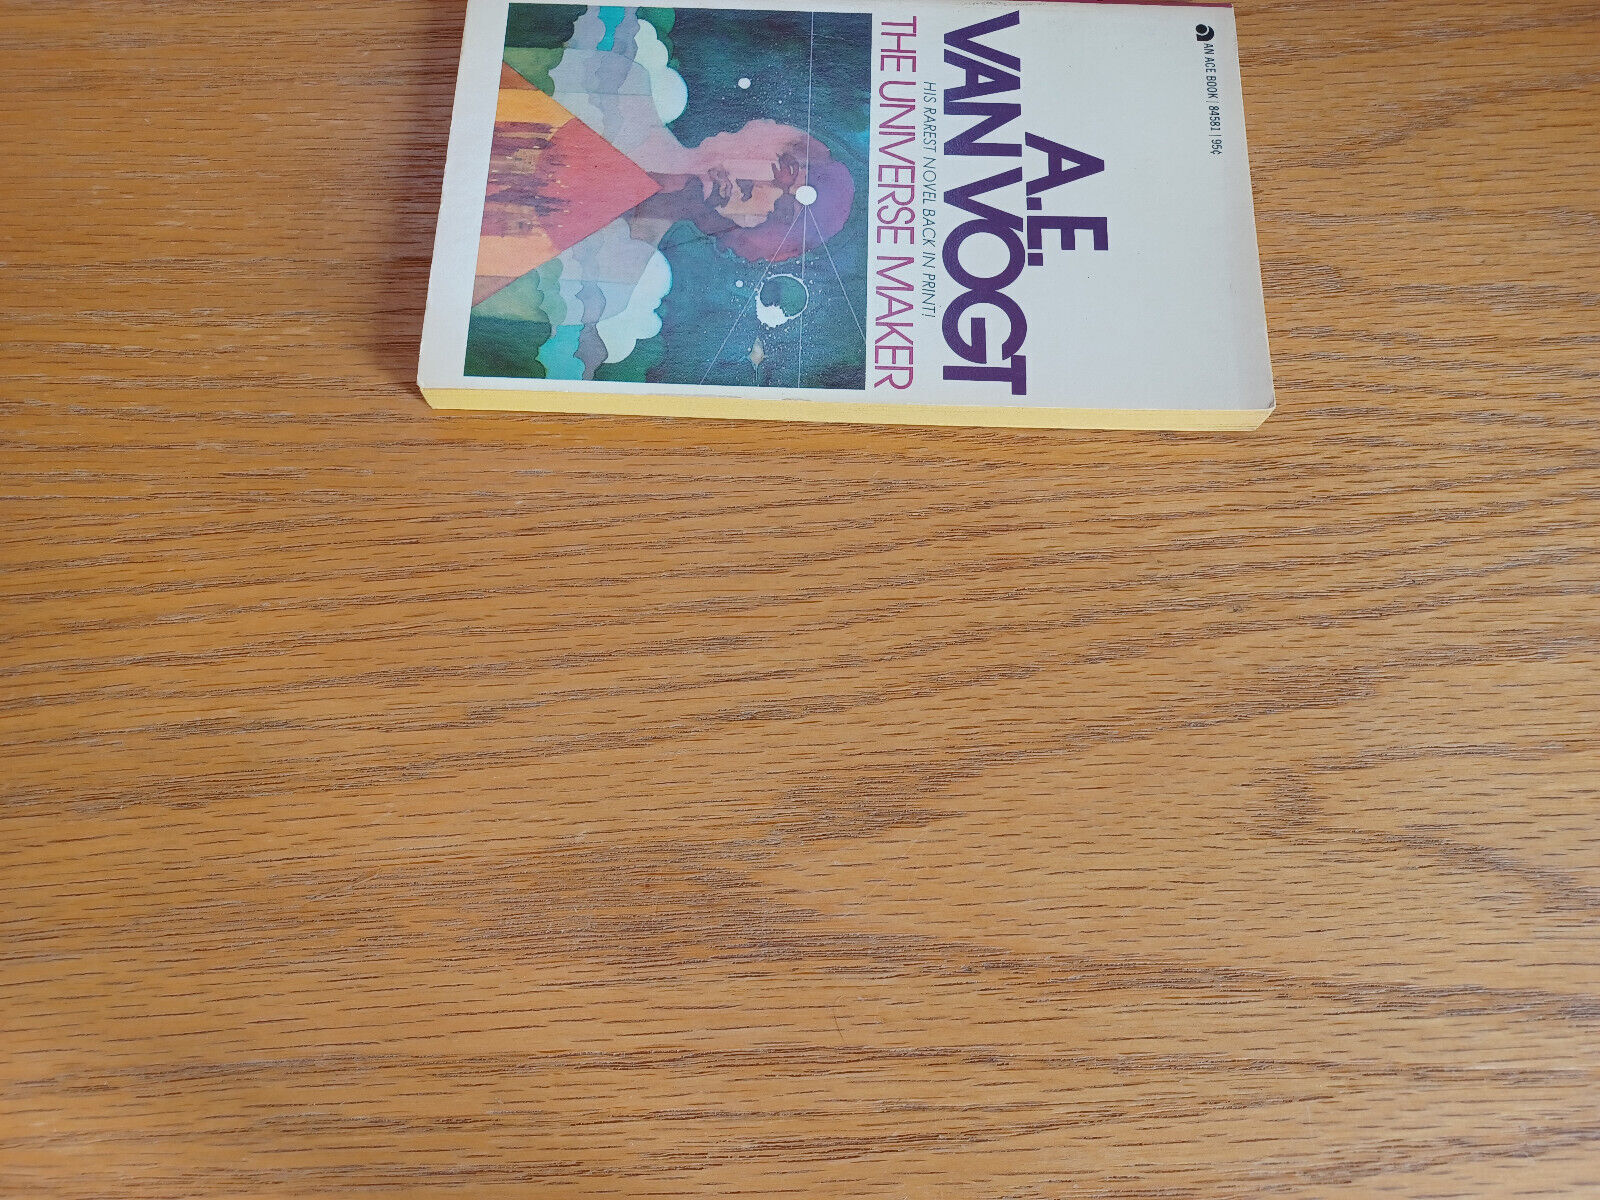 AN ACE BOOK | 84581 | 95¢
A.E.
VAN VOGT
HIS RAREST NOVEL BACK IN PRINT!
THE UNIVERSE MAKER